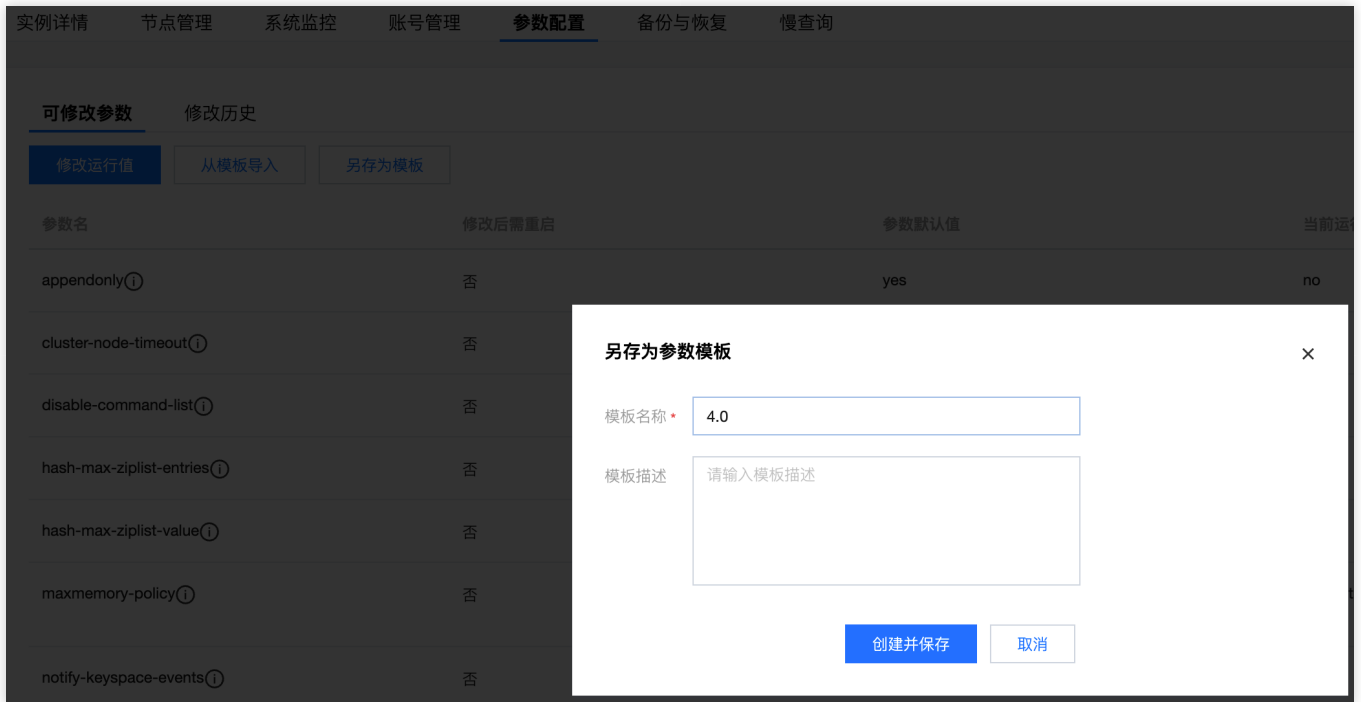 实例详情 节点管理 系统监控 账号管理 参数配置 备份与恢复 慢查询
可修改参数 修改历史
修改运行值 从模板导入 另存为模板
参数名 修改后需重启 参数默认值 当前运
appendonly 否 yes no
cluster-node-timeout 否
另存为参数模板
disable-command-list 否
模板名称 * 4.0
hash-max-ziplist-entries 否
模板描述 请输入模板描述
hash-max-ziplist-value 否
maxmemory-policy 否
创建并保存 取消
notify-keyspace-events 否